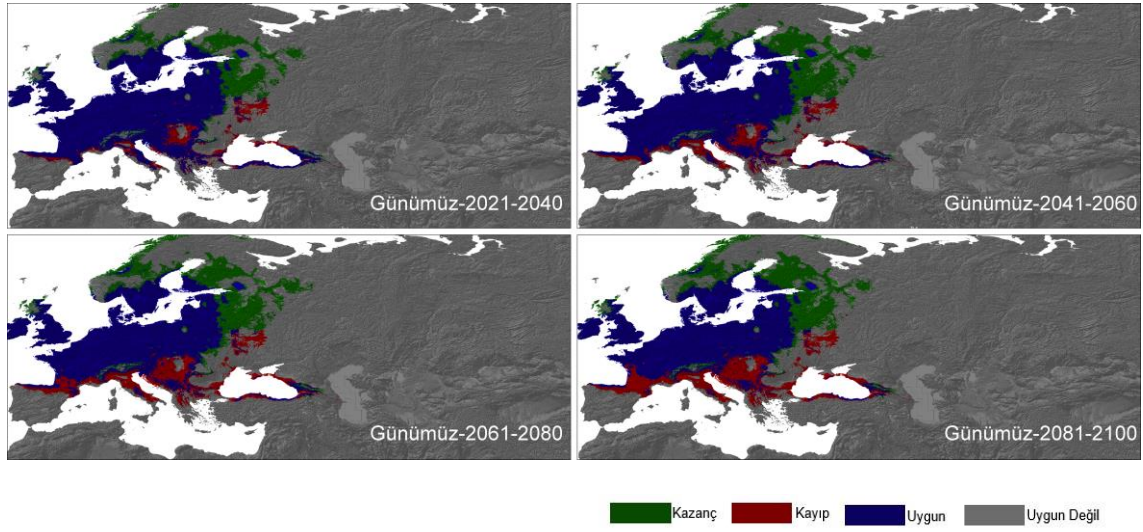 Günümüz-2021-2040
Günümüz-2041-2060
Günümüz-2061-2080
Günümüz-2081-2100
Kazanç Kayıp Uygun Uygun Değil